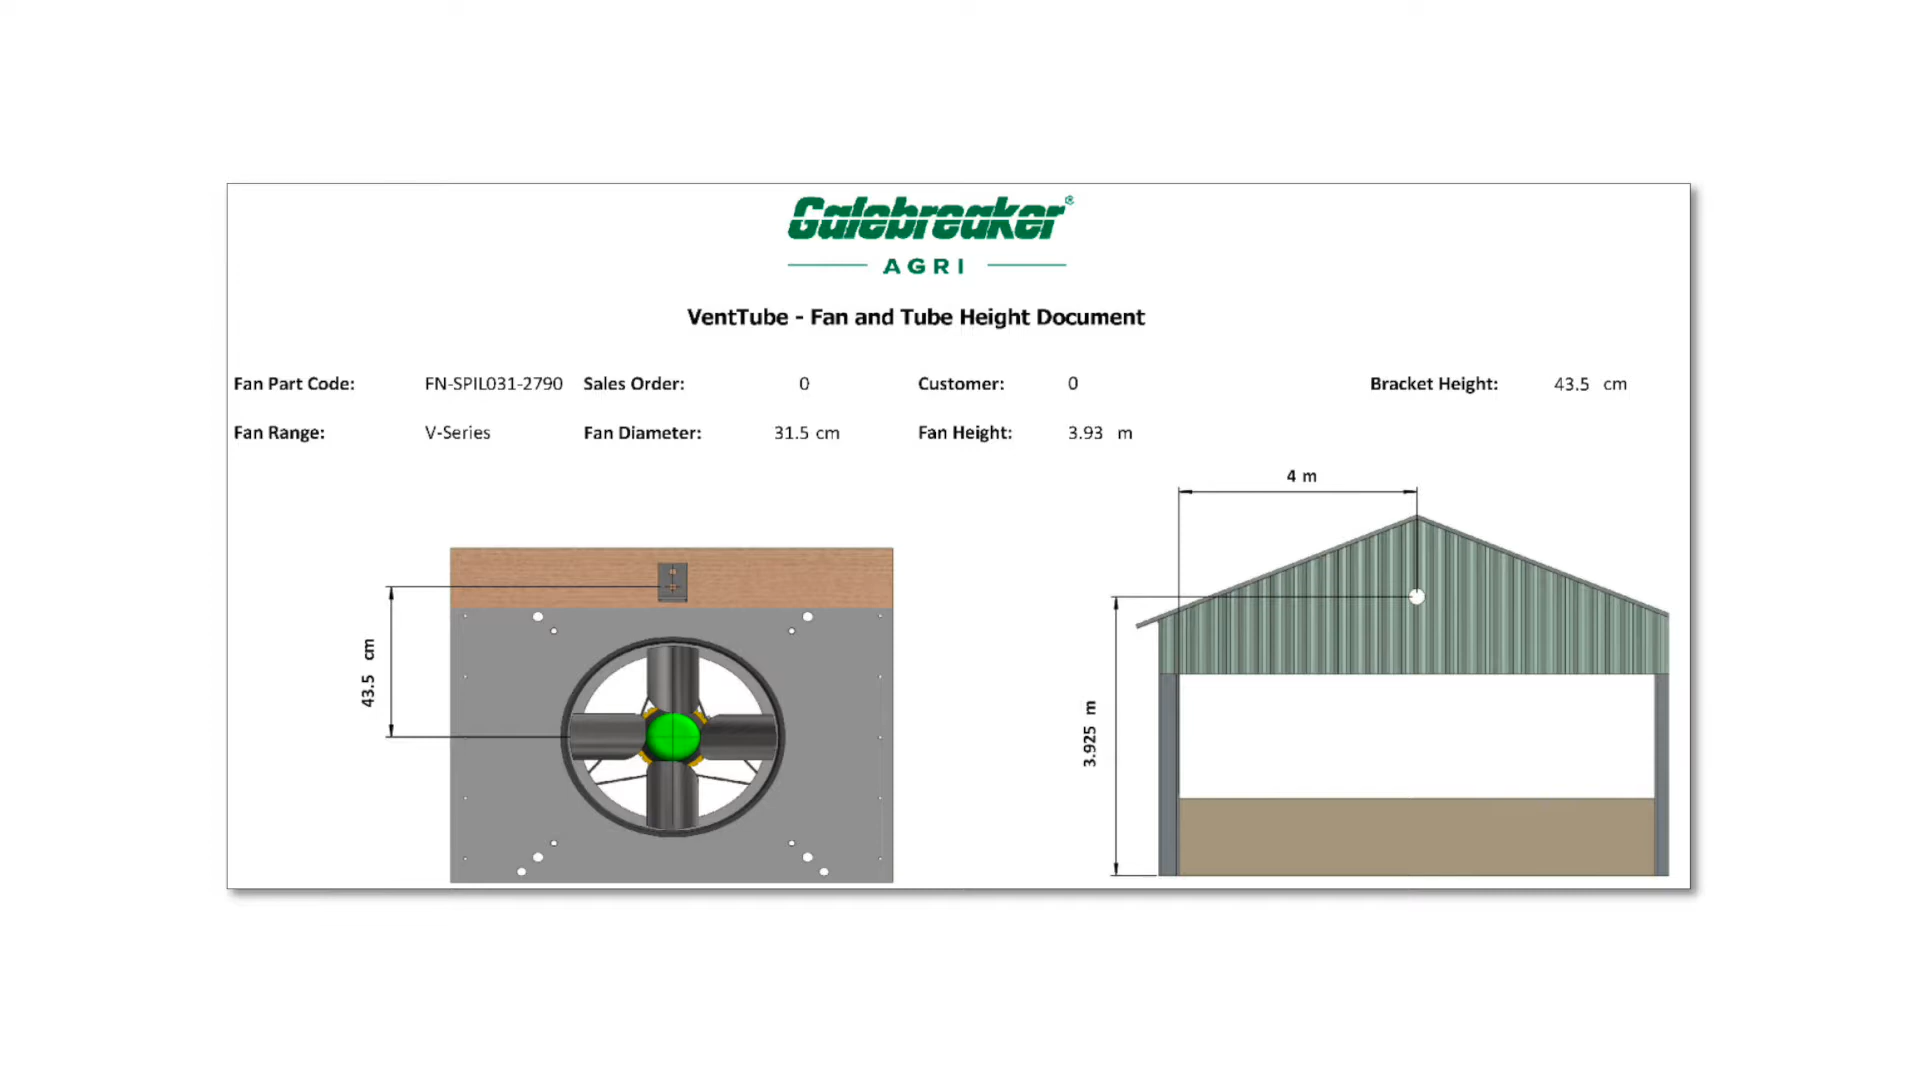 Galebreaker®
AGRI
VentTube - Fan and Tube Height Document
Fan Part Code: FN-SPIL031-2790 Sales Order: 0 Customer: 0 Bracket Height: 43.5 cm
Fan Range: V-Series Fan Diameter: 31.5 cm Fan Height: 3.93 m
4 m
43.5 cm
3.925 m